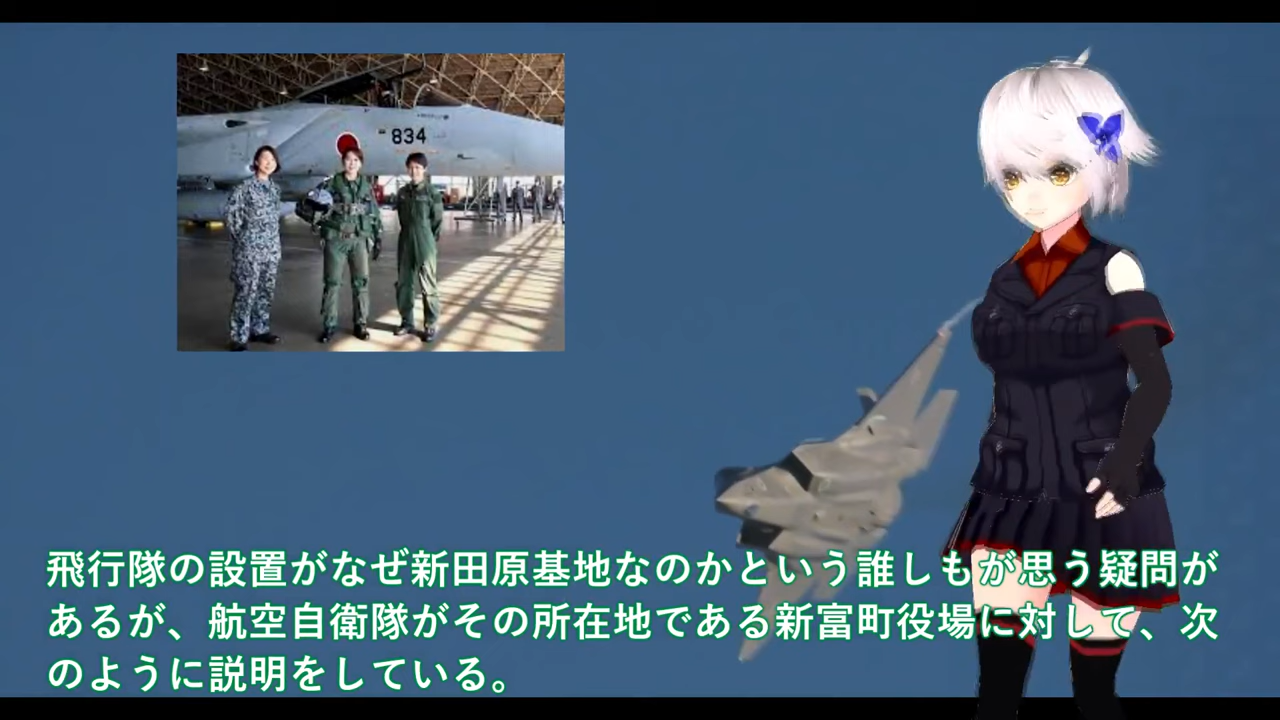 834
飛行隊の設置がなぜ新田原基地なのかという誰しもが思う疑問が
あるが、航空自衛隊がその所在地である新富町役場に対して、次
のように説明をしている。